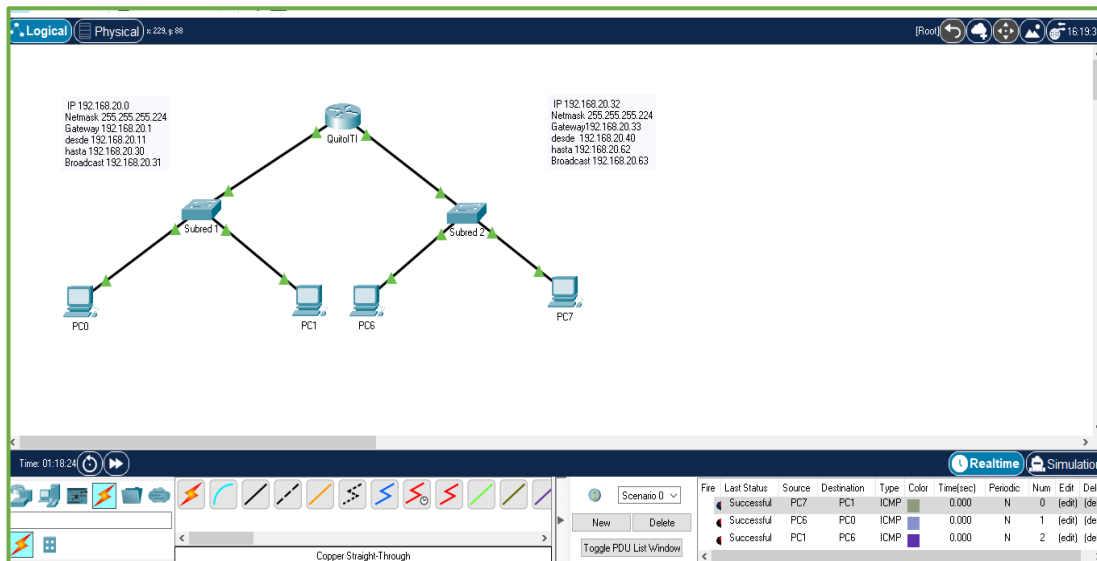 Logical
Physical
x: 229, y: 88
[Root]
16:19:3
IP 192.168.20.0
Netmask 255.255.255.224
Gateway 192.168.20.1
desde 192.168.20.11
hasta 192.168.20.30
Broadcast 192.168.20.31
IP 192.168.20.32
Netmask 255.255.255.224
Gateway192.168.20.33
desde 192.168.20.40
hasta 192.168.20.62
Broadcast 192.168.20.63
QuitoITI
Subred 1
Subred 2
PC0
PC1
PC6
PC7
Time: 01:18:24
Realtime
Simulation
Scenario 0
New
Delete
Toggle PDU List Window
Copper Straight-Through
Fire Last Status Source Destination Type Color Time(sec) Periodic Num Edit Del
Successful PC7 PC1 ICMP 0.000 N 0 (edit) (de
Successful PC6 PC0 ICMP 0.000 N 1 (edit) (de
Successful PC1 PC6 ICMP 0.000 N 2 (edit) (de